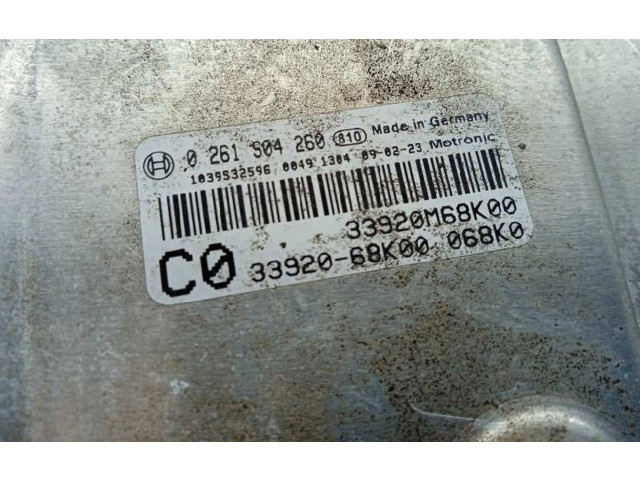 0 261 S04 260 810 Made in Germany
1039S32596 0049 1304 09-02-23 Motronic
33920M68K00
C0 33920-68K00 068K0